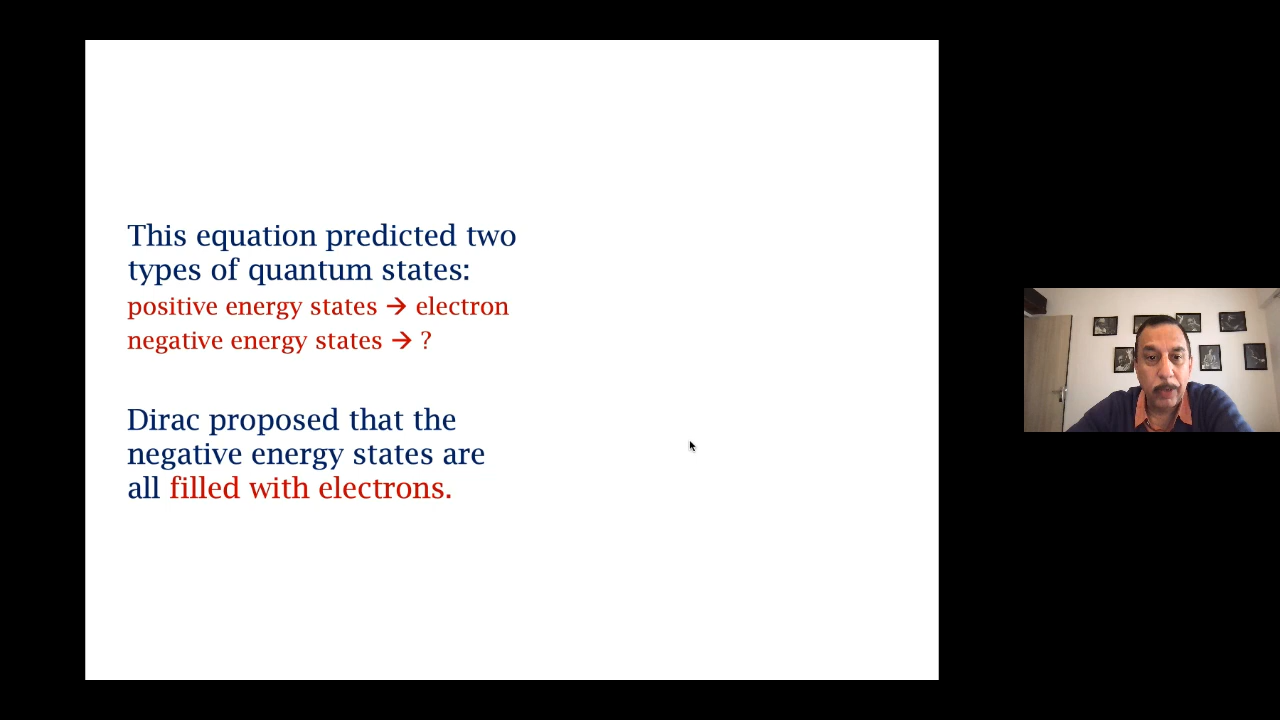 This equation predicted two
types of quantum states:
positive energy states → electron
negative energy states → ?
Dirac proposed that the
negative energy states are
all filled with electrons.